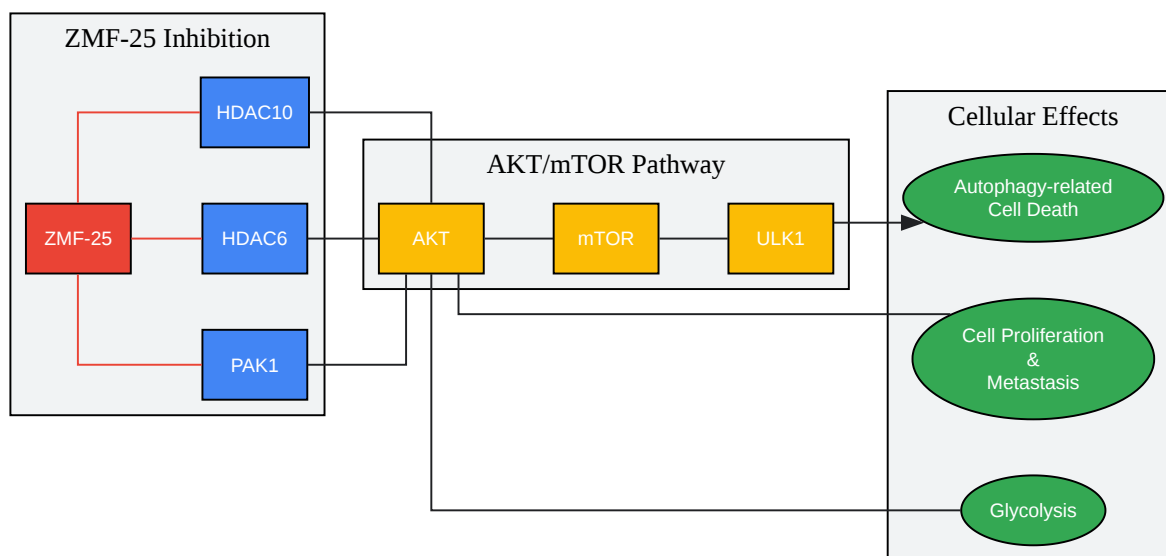 ZMF-25 Inhibition
HDAC10
ZMF-25
HDAC6
PAK1
AKT/mTOR Pathway
AKT
mTOR
ULK1
Cellular Effects
Autophagy-related
Cell Death
Cell Proliferation
&
Metastasis
Glycolysis